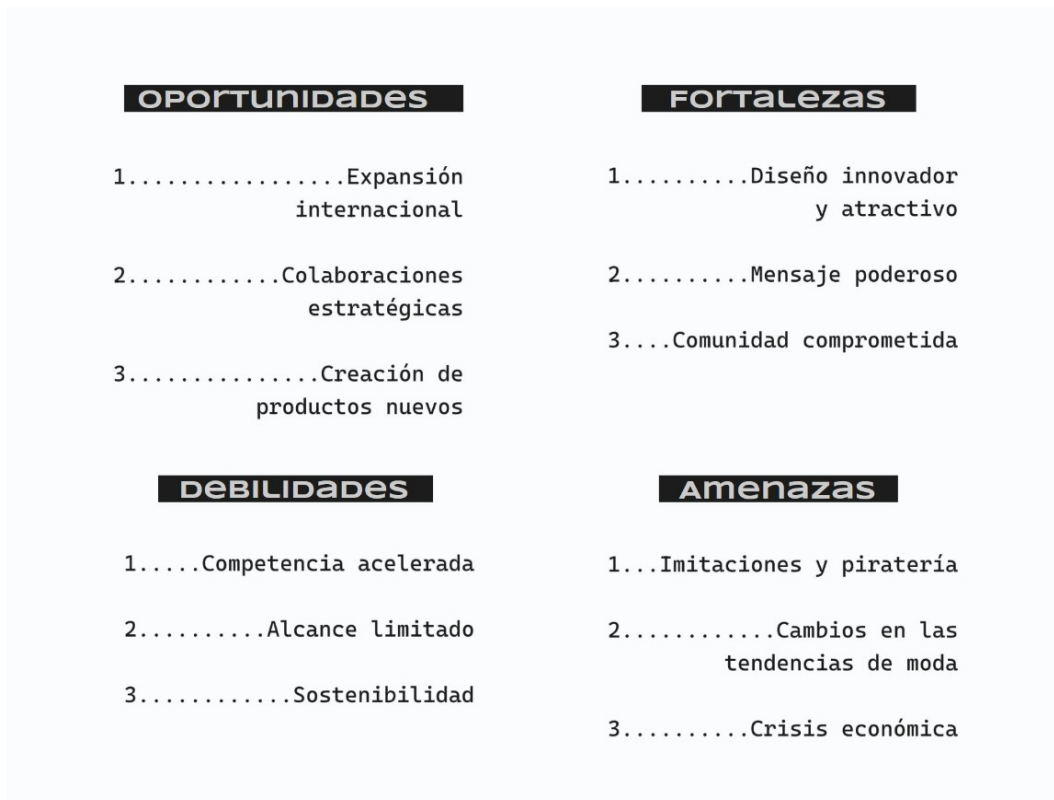 Oportunidades
1.................Expansión
internacional
2............Colaboraciones
estratégicas
3...............Creación de
productos nuevos
Fortalezas
1..........Diseño innovador
y atractivo
2..........Mensaje poderoso
3....Comunidad comprometida
Debilidades
1.....Competencia acelerada
2..........Alcance limitado
3............Sostenibilidad
Amenazas
1...Imitaciones y piratería
2............Cambios en las
tendencias de moda
3..........Crisis económica